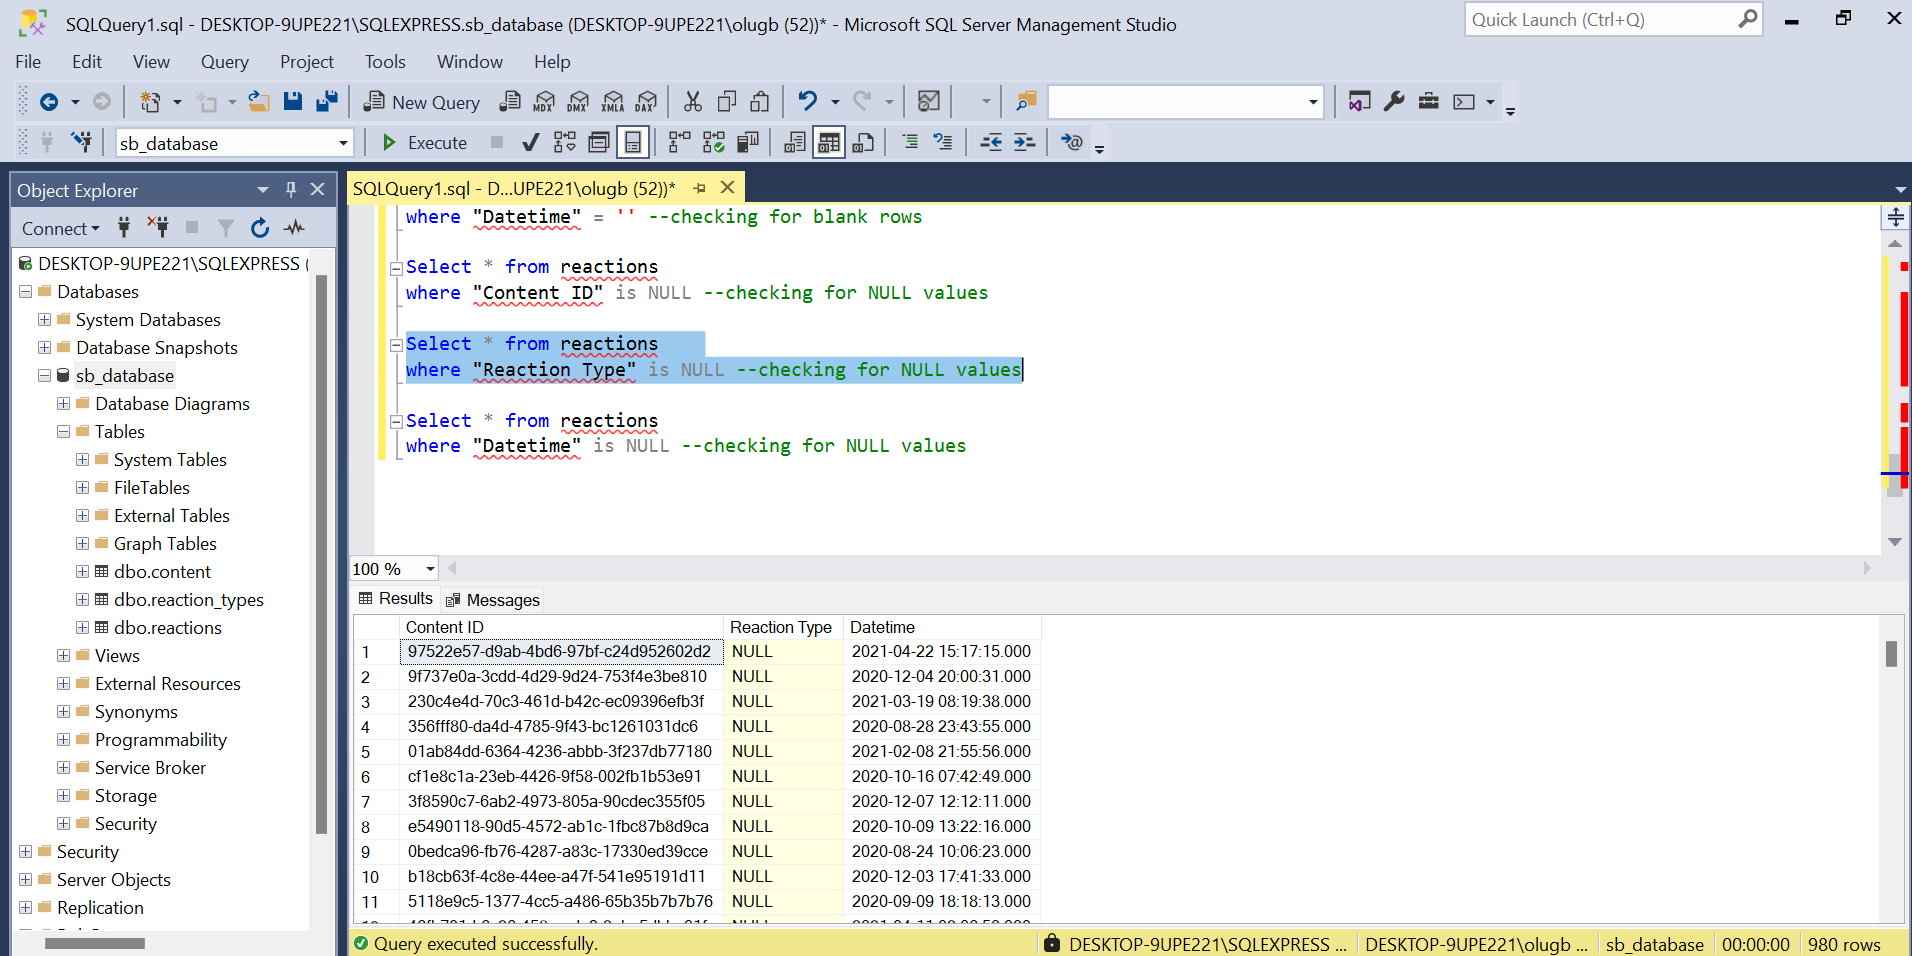 SQLQuery1.sql - DESKTOP-9UPE221\SQLEXPRESS.sb_database (DESKTOP-9UPE221\olugb (52))* - Microsoft SQL Server Management Studio
Quick Launch (Ctrl+Q)
File Edit View Query Project Tools Window Help
New Query MDX DMX XMLA DAX
sb_database Execute
Object Explorer
Connect
DESKTOP-9UPE221\SQLEXPRESS (
Databases
System Databases
Database Snapshots
sb_database
Database Diagrams
Tables
System Tables
FileTables
External Tables
Graph Tables
dbo.content
dbo.reaction_types
dbo.reactions
Views
External Resources
Synonyms
Programmability
Service Broker
Storage
Security
Security
Server Objects
Replication
SQLQuery1.sql - D...UPE221\olugb (52))*
where "Datetime" = '' --checking for blank rows
Select * from reactions
where "Content ID" is NULL --checking for NULL values
Select * from reactions
where "Reaction Type" is NULL --checking for NULL values
Select * from reactions
where "Datetime" is NULL --checking for NULL values
100 %
Results Messages
Content ID Reaction Type Datetime
1 97522e57-d9ab-4bd6-97bf-c24d952602d2 NULL 2021-04-22 15:17:15.000
2 9f737e0a-3cdd-4d29-9d24-753f4e3be810 NULL 2020-12-04 20:00:31.000
3 230c4e4d-70c3-461d-b42c-ec09396efb3f NULL 2021-03-19 08:19:38.000
4 356fff80-da4d-4785-9f43-bc1261031dc6 NULL 2020-08-28 23:43:55.000
5 01ab84dd-6364-4236-abbb-3f237db77180 NULL 2021-02-08 21:55:56.000
6 cf1e8c1a-23eb-4426-9f58-002fb1b53e91 NULL 2020-10-16 07:42:49.000
7 3f8590c7-6ab2-4973-805a-90cdec355f05 NULL 2020-12-07 12:12:11.000
8 e5490118-90d5-4572-ab1c-1fbc87b8d9ca NULL 2020-10-09 13:22:16.000
9 0bedca96-fb76-4287-a83c-17330ed39cce NULL 2020-08-24 10:06:23.000
10 b18cb63f-4c8e-44ee-a47f-541e95191d11 NULL 2020-12-03 17:41:33.000
11 5118e9c5-1377-4cc5-a486-65b35b7b7b76 NULL 2020-09-09 18:18:13.000
Query executed successfully. DESKTOP-9UPE221\SQLEXPRESS ... DESKTOP-9UPE221\olugb ... sb_database 00:00:00 980 rows